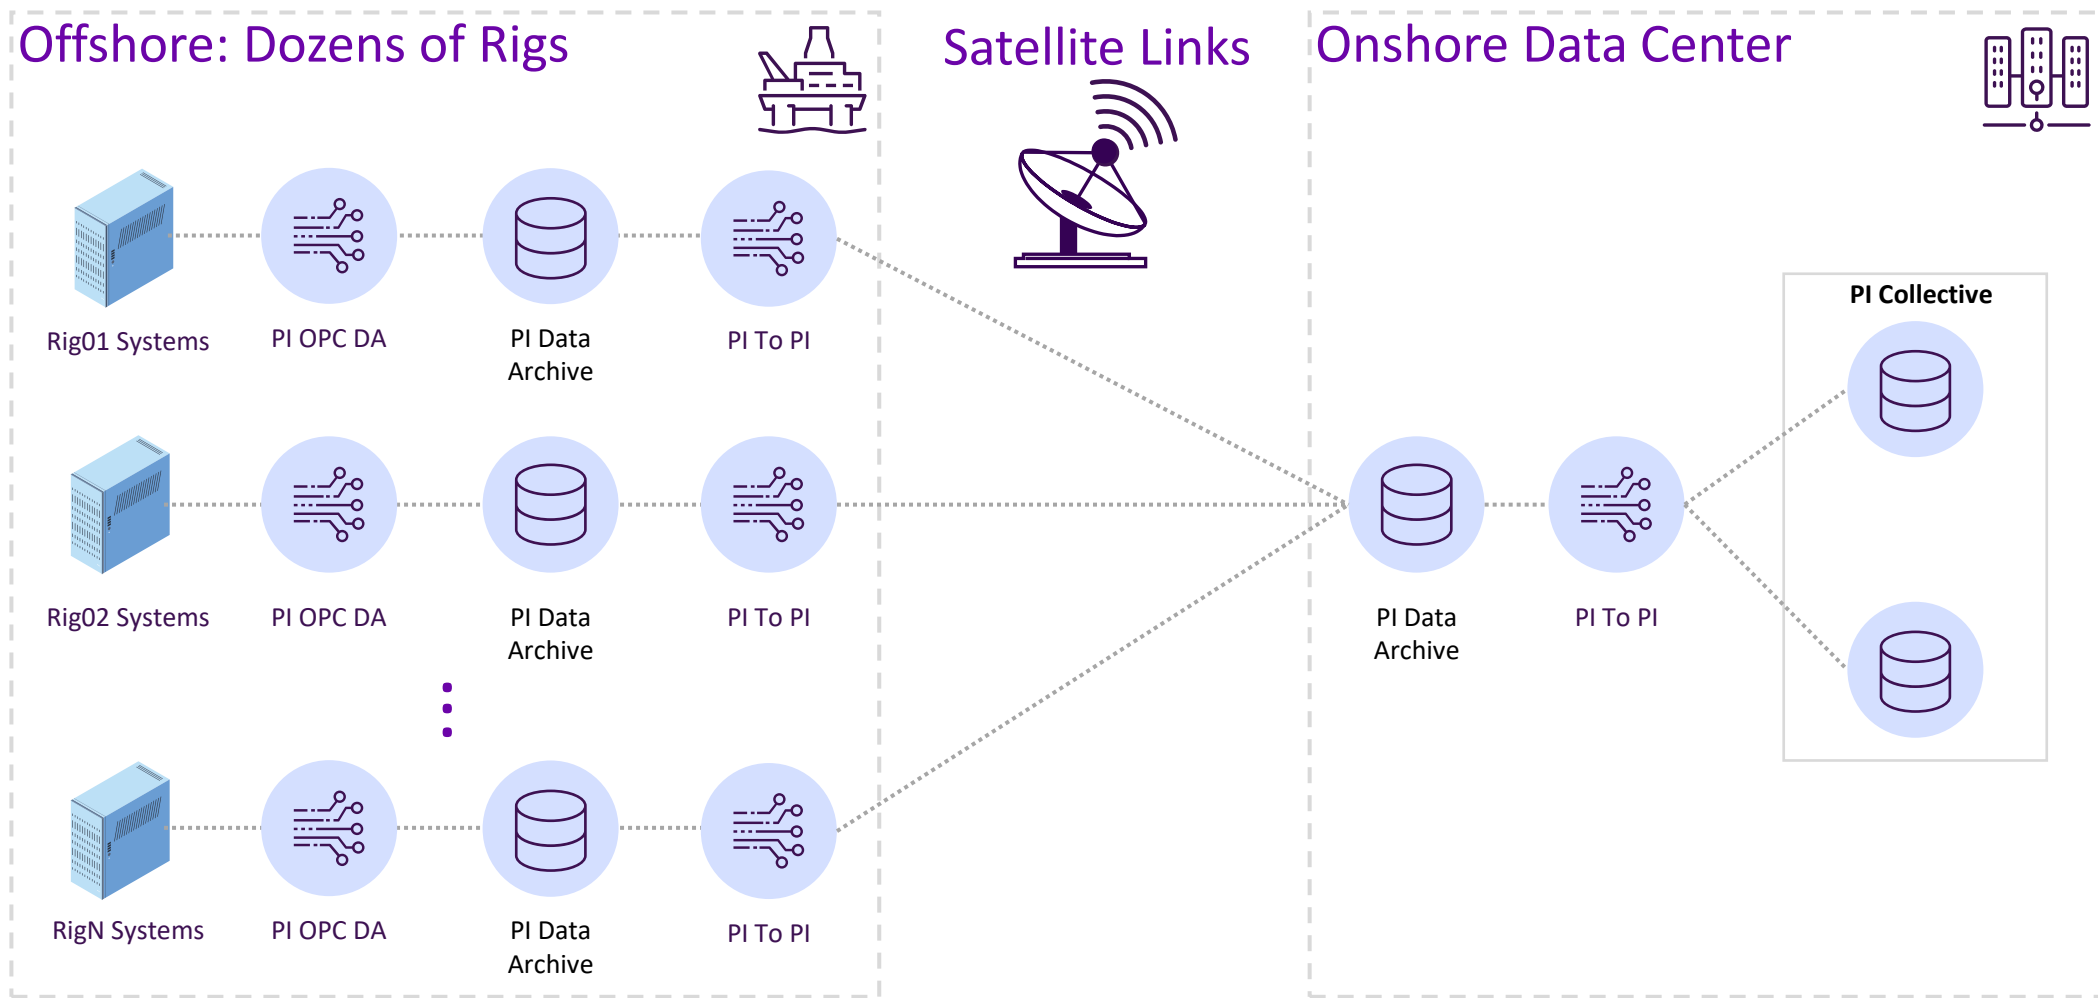 Offshore: Dozens of Rigs
Satellite Links
Onshore Data Center
PI Collective
Rig01 Systems
PI OPC DA
PI Data
Archive
PI To PI
Rig02 Systems
PI OPC DA
PI Data
Archive
PI To PI
PI Data
Archive
PI To PI
RigN Systems
PI OPC DA
PI Data
Archive
PI To PI